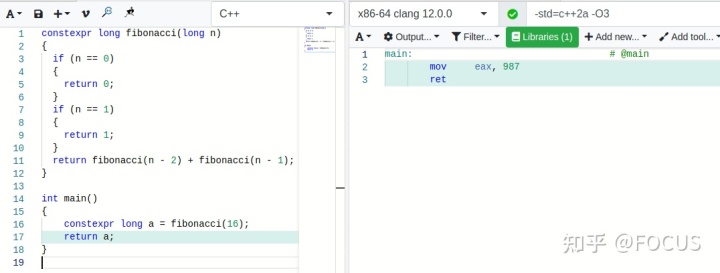 A
C++
1 constexpr long fibonacci(long n)
2 {
3 if (n == 0)
4 {
5 return 0;
6 }
7 if (n == 1)
8 {
9 return 1;
10 }
11 return fibonacci(n - 2) + fibonacci(n - 1);
12 }
13
14 int main()
15 {
16 constexpr long a = fibonacci(16);
17 return a;
18 }
19
x86-64 clang 12.0.0
-std=c++2a -O3
A
Output...
Filter...
Libraries (1)
Add new...
Add tool...
1 main: # @main
2 mov eax, 987
3 ret
知乎 @FOCUS